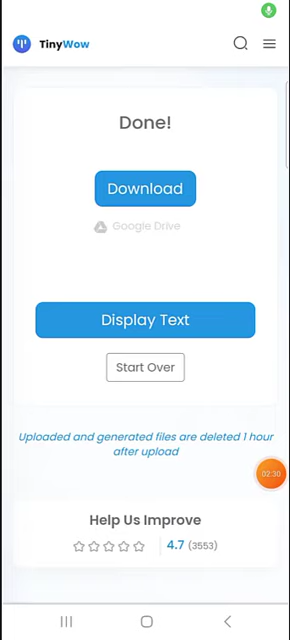 TinyWow
Done!
Download
Google Drive
Display Text
Start Over
Uploaded and generated files are deleted 1 hour
after upload
02:30
Help Us Improve
4.7 (3553)